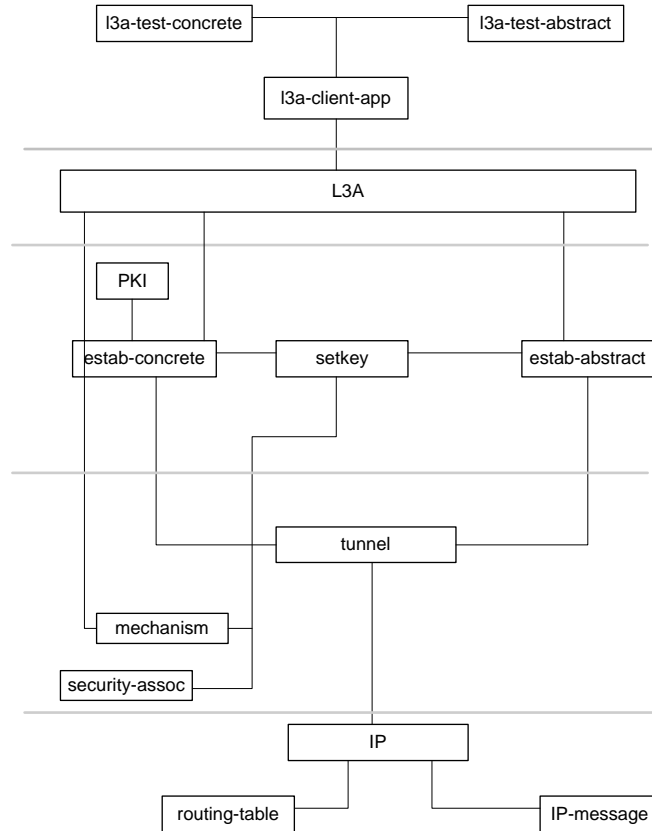 l3a-test-concrete
l3a-test-abstract
l3a-client-app
L3A
PKI
estab-concrete
setkey
estab-abstract
tunnel
mechanism
security-assoc
IP
routing-table
IP-message